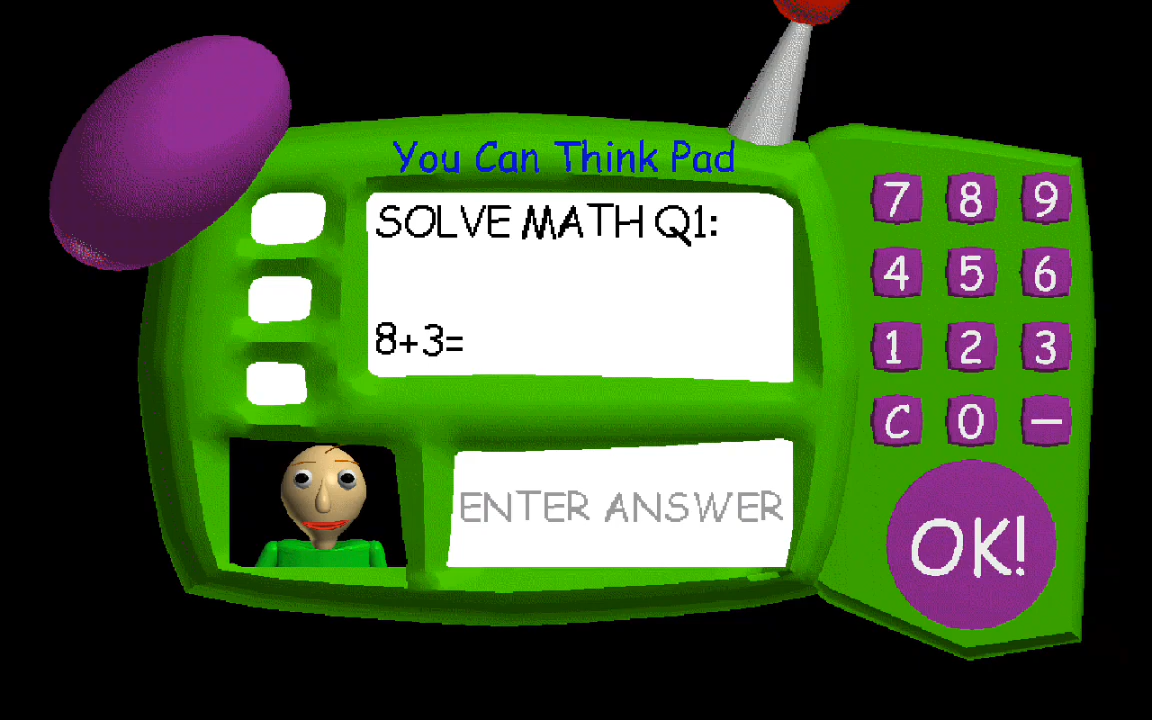 You Can Think Pad
SOLVE MATH Q1:
8+3=
ENTER ANSWER
7 8 9
4 5 6
1 2 3
C 0 –
OK!